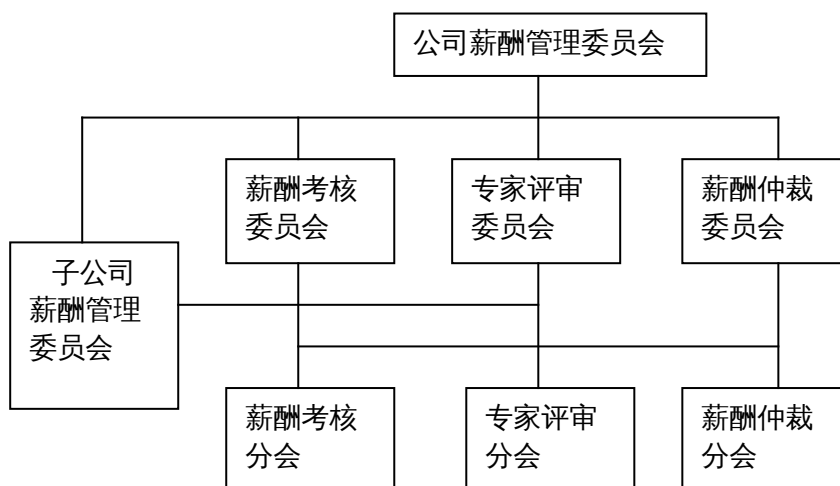 公司薪酬管理委员会
薪酬考核
委员会
专家评审
委员会
薪酬仲裁
委员会
子公司
薪酬管理
委员会
薪酬考核
分会
专家评审
分会
薪酬仲裁
分会